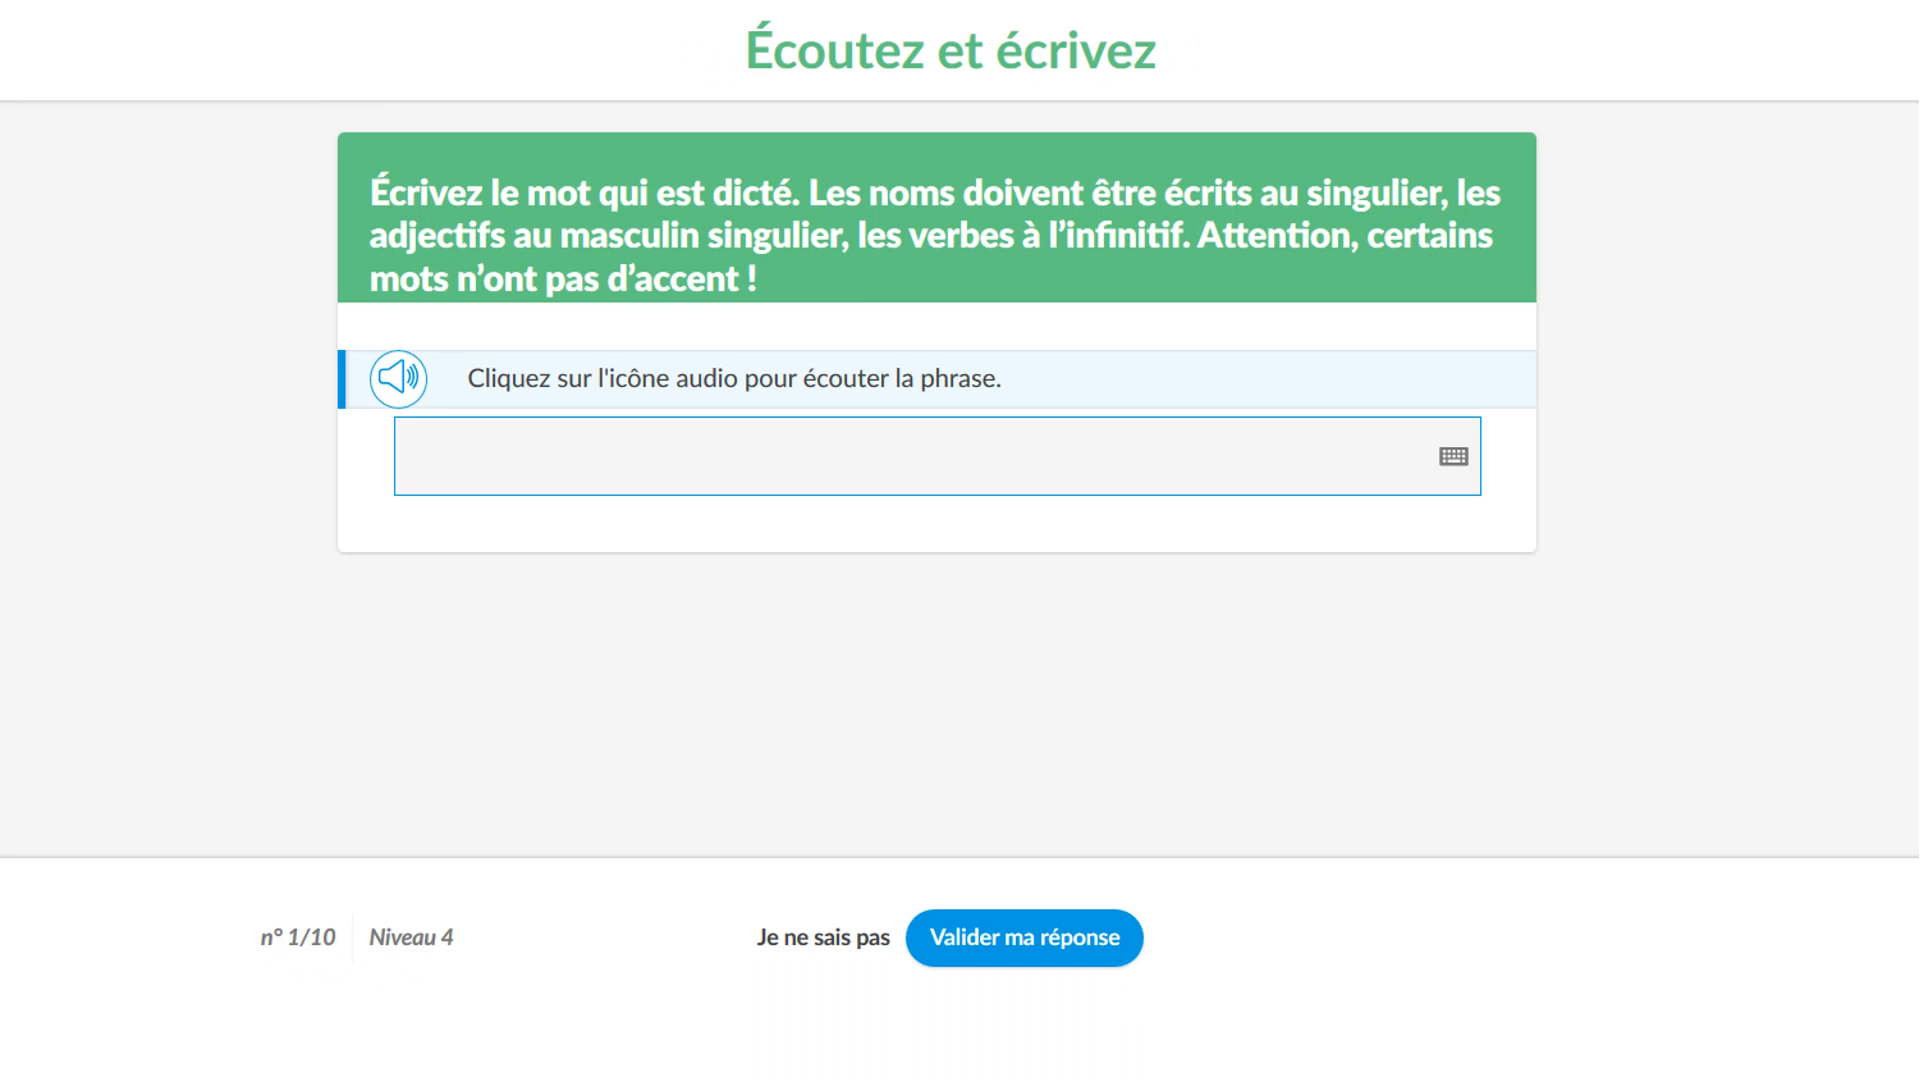 Écoutez et écrivez
Écrivez le mot qui est dicté. Les noms doivent être écrits au singulier, les
adjectifs au masculin singulier, les verbes à l’infinitif. Attention, certains
mots n’ont pas d’accent !
Cliquez sur l'icône audio pour écouter la phrase.
n° 1/10 Niveau 4 Je ne sais pas Valider ma réponse